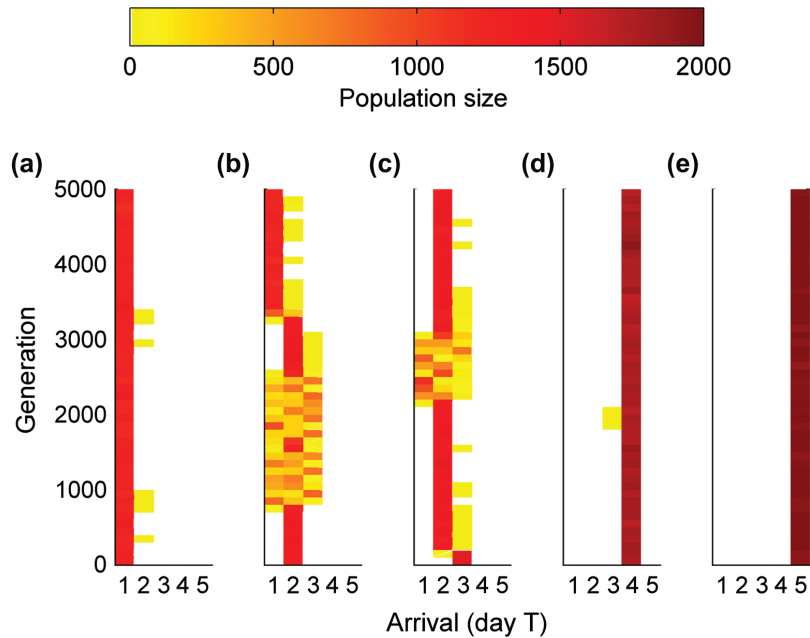 0 500 1000 1500 2000
Population size
(a) (b) (c) (d) (e)
5000
4000
3000
2000
1000
0
Generation
1 2 3 4 5 1 2 3 4 5 1 2 3 4 5 1 2 3 4 5 1 2 3 4 5
Arrival (day T)